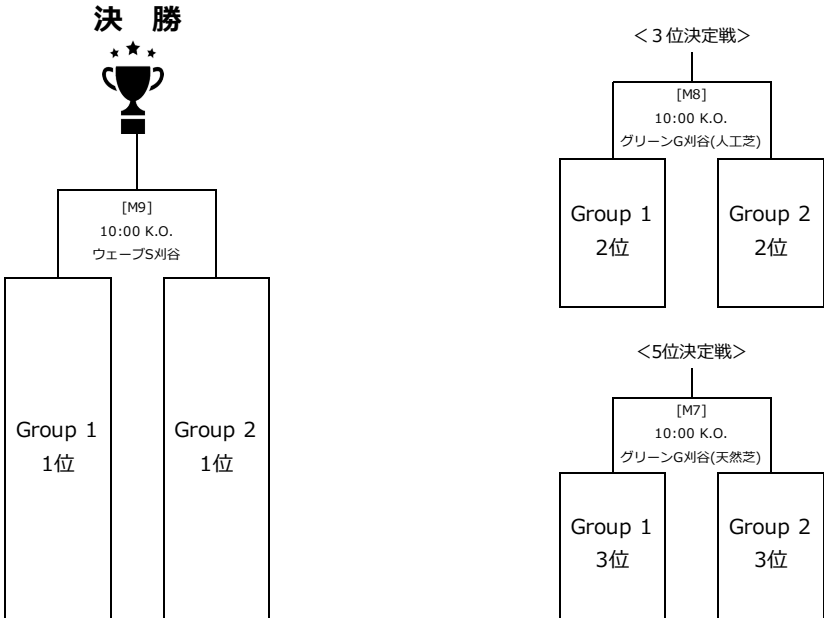 決 勝
[M9]
10:00 K.O.
ウェーブS刈谷
Group 1
1位
Group 2
1位
＜３位決定戦＞
[M8]
10:00 K.O.
グリーンG刈谷(人工芝)
Group 1
2位
Group 2
2位
＜5位決定戦＞
[M7]
10:00 K.O.
グリーンG刈谷(天然芝)
Group 1
3位
Group 2
3位